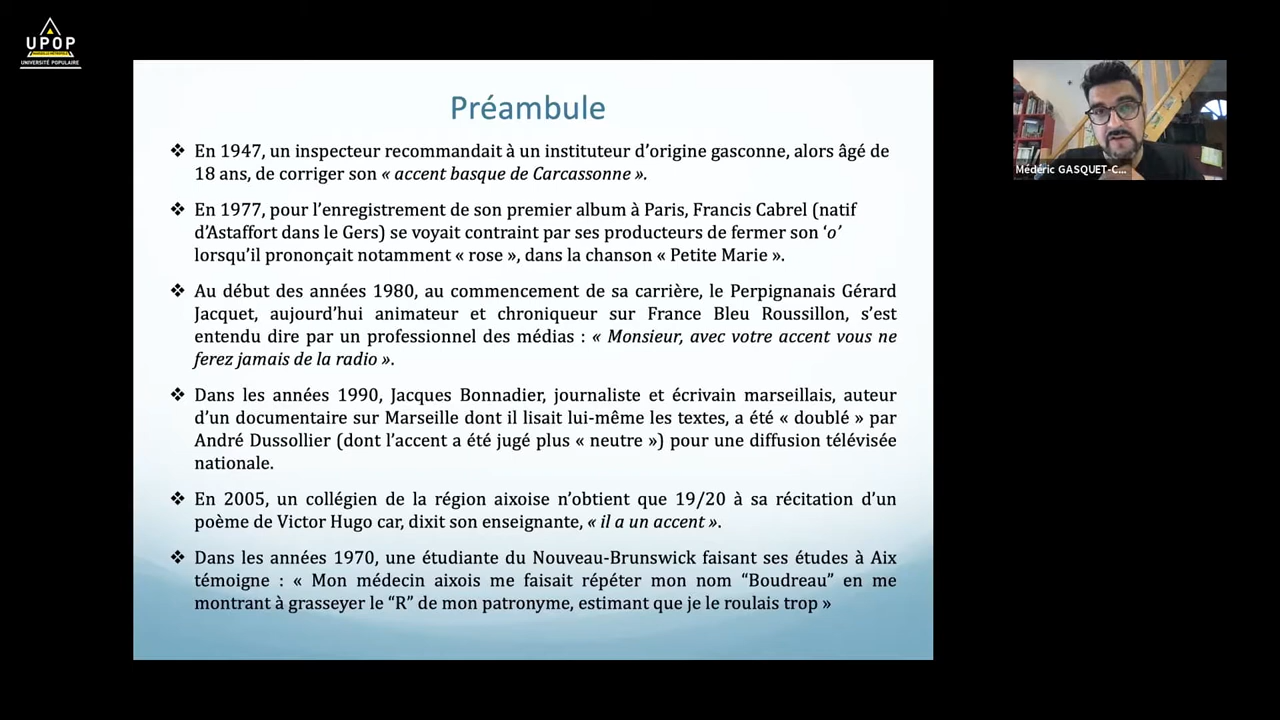 UPOP
UNIVERSITÉ POPULAIRE
Préambule
❖ En 1947, un inspecteur recommandait à un instituteur d’origine gasconne, alors âgé de
18 ans, de corriger son « accent basque de Carcassonne ».
❖ En 1977, pour l’enregistrement de son premier album à Paris, Francis Cabrel (natif
d’Astaffort dans le Gers) se voyait contraint par ses producteurs de fermer son ‘o’
lorsqu’il prononçait notamment « rose », dans la chanson « Petite Marie ».
❖ Au début des années 1980, au commencement de sa carrière, le Perpignanais Gérard
Jacquet, aujourd’hui animateur et chroniqueur sur France Bleu Roussillon, s’est
entendu dire par un professionnel des médias : « Monsieur, avec votre accent vous ne
ferez jamais de la radio ».
❖ Dans les années 1990, Jacques Bonnadier, journaliste et écrivain marseillais, auteur
d’un documentaire sur Marseille dont il lisait lui-même les textes, a été « doublé » par
André Dussollier (dont l’accent a été jugé plus « neutre ») pour une diffusion télévisée
nationale.
❖ En 2005, un collégien de la région aixoise n’obtient que 19/20 à sa récitation d’un
poème de Victor Hugo car, dixit son enseignante, « il a un accent ».
❖ Dans les années 1970, une étudiante du Nouveau-Brunswick faisant ses études à Aix
témoigne : « Mon médecin aixois me faisait répéter mon nom “Boudreau” en me
montrant à grasseyer le “R” de mon patronyme, estimant que je le roulais trop »
Médéric GASQUET-C...